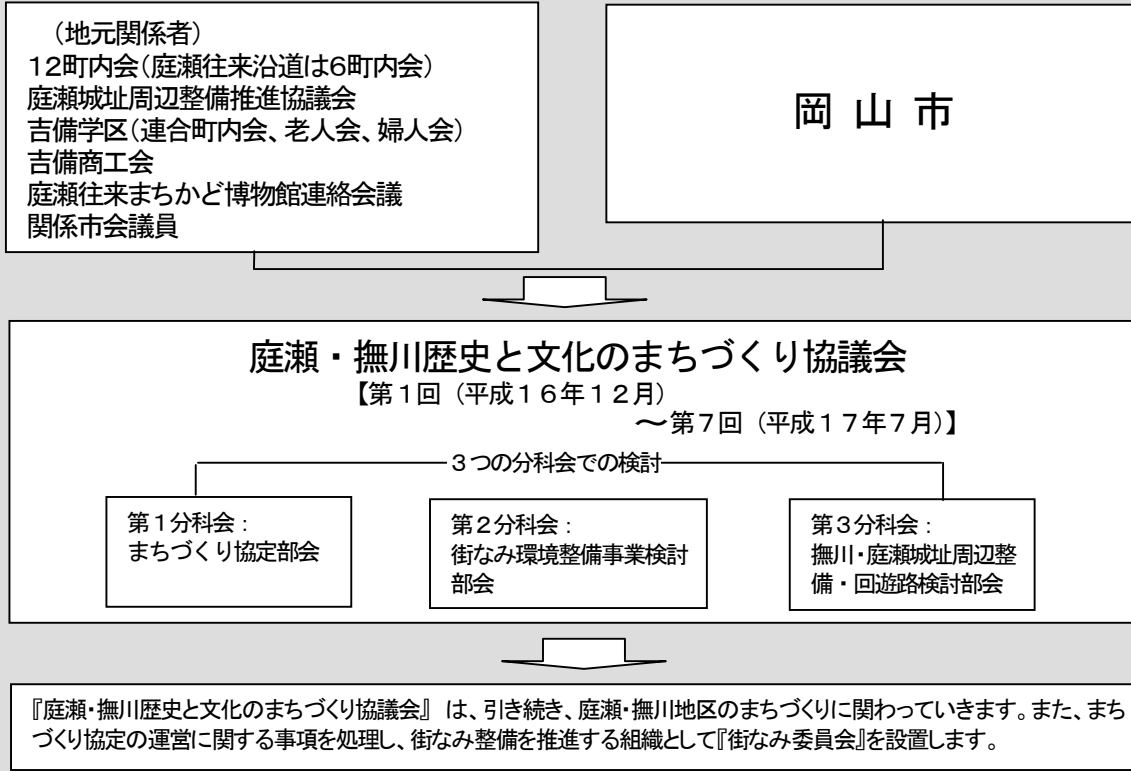 （地元関係者）
12町内会（庭瀬往来沿道は6町内会）
庭瀬城址周辺整備推進協議会
吉備学区（連合町内会、老人会、婦人会）
吉備商工会
庭瀬往来まちかど博物館連絡会議
関係市会議員
岡山市
庭瀬・撫川歴史と文化のまちづくり協議会
【第１回（平成１６年１２月）
～第７回（平成１７年７月）】
３つの分科会での検討
第１分科会：
まちづくり協定部会
第２分科会：
街なみ環境整備事業検討
部会
第３分科会：
撫川・庭瀬城址周辺整
備・回遊路検討部会
『庭瀬・撫川歴史と文化のまちづくり協議会』は、引き続き、庭瀬・撫川地区のまちづくりに関わっていきます。また、まち
づくり協定の運営に関する事項を処理し、街なみ整備を推進する組織として『街なみ委員会』を設置します。